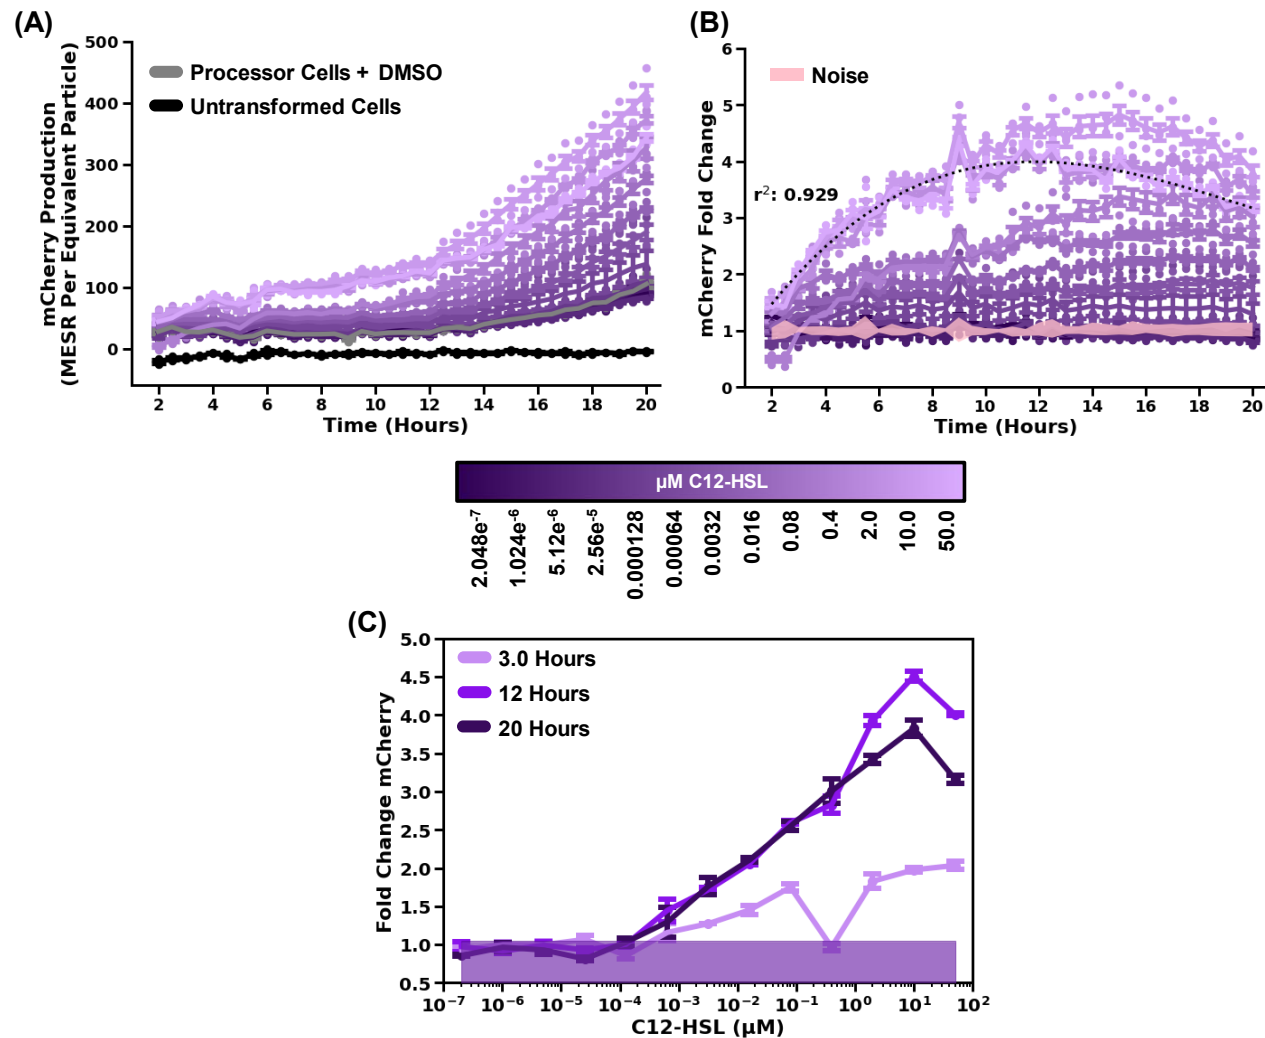 (A)
mCherry Production
(MESR Per Equivalent Particle)
500
400
300
200
100
0
Processor Cells + DMSO
Untransformed Cells
2 4 6 8 10 12 14 16 18 20
Time (Hours)
(B)
mCherry Fold Change
6
5
4
3
2
1
0
Noise
r²: 0.929
2 4 6 8 10 12 14 16 18 20
Time (Hours)
µM C12-HSL
2.048e⁻⁷
1.024e⁻⁶
5.12e⁻⁶
2.56e⁻⁵
0.000128
0.00064
0.0032
0.016
0.08
0.4
2.0
10.0
50.0
(C)
Fold Change mCherry
5.0
4.5
4.0
3.5
3.0
2.5
2.0
1.5
1.0
0.5
3.0 Hours
12 Hours
20 Hours
10⁻⁷ 10⁻⁶ 10⁻⁵ 10⁻⁴ 10⁻³ 10⁻² 10⁻¹ 10⁰ 10¹ 10²
C12-HSL (µM)